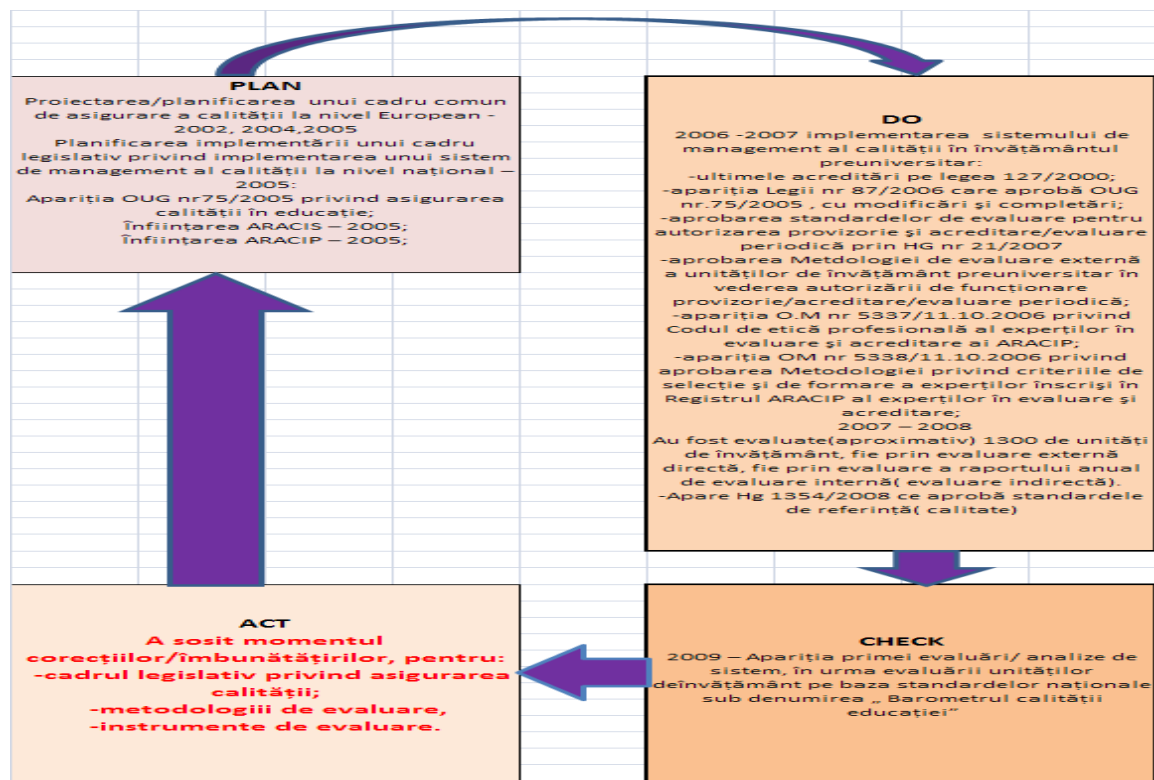 PLAN
Proiectarea/planificarea unui cadru comun
de asigurare a calității la nivel European -
2002, 2004,2005
Planificarea implementării unui cadru
legislativ privind implementarea unui sistem
de management al calității la nivel național –
2005:
Apariția OUG nr75/2005 privind asigurarea
calității în educație;
Înființarea ARACIS – 2005;
Înființarea ARACIP – 2005;
DO
2006 -2007 implementarea sistemului de
management al calității în învățământul
preuniversitar:
-ultimele acreditări pe legea 127/2000;
-apariția Legii nr 87/2006 care aprobă OUG
nr.75/2005 , cu modificări și completări;
-aprobarea standardelor de evaluare pentru
autorizarea provizorie și acreditare/evaluare
periodică prin HG nr 21/2007
-aprobarea Metdologiei de evaluare externă
a unităților de învățământ preuniversitar în
vederea autorizării de funcționare
provizorie/acreditare/evaluare periodică;
-apariția O.M nr 5337/11.10.2006 privind
Codul de etică profesională al experților în
evaluare și acreditare ai ARACIP;
-apariția OM nr 5338/11.10.2006 privind
aprobarea Metodologiei privind criteriile de
selecție și de formare a experților înscriși în
Registrul ARACIP al experților în evaluare și
acreditare;
2007 – 2008
Au fost evaluate(aproximativ) 1300 de unități
de învățământ, fie prin evaluare externă
directă, fie prin evaluare a raportului anual
de evaluare internă( evaluare indirectă).
-Apare Hg 1354/2008 ce aprobă standardele
de referință( calitate)
ACT
A sosit momentul
corecțiilor/îmbunătățirilor, pentru:
-cadrul legislativ privind asigurarea
calității;
-metodologiii de evaluare,
-instrumente de evaluare.
CHECK
2009 – Apariția primei evaluări/ analize de
sistem, în urma evaluării unităților
deînvățământ pe baza standardelor naționale
sub denumirea „ Barometrul calității
educației”